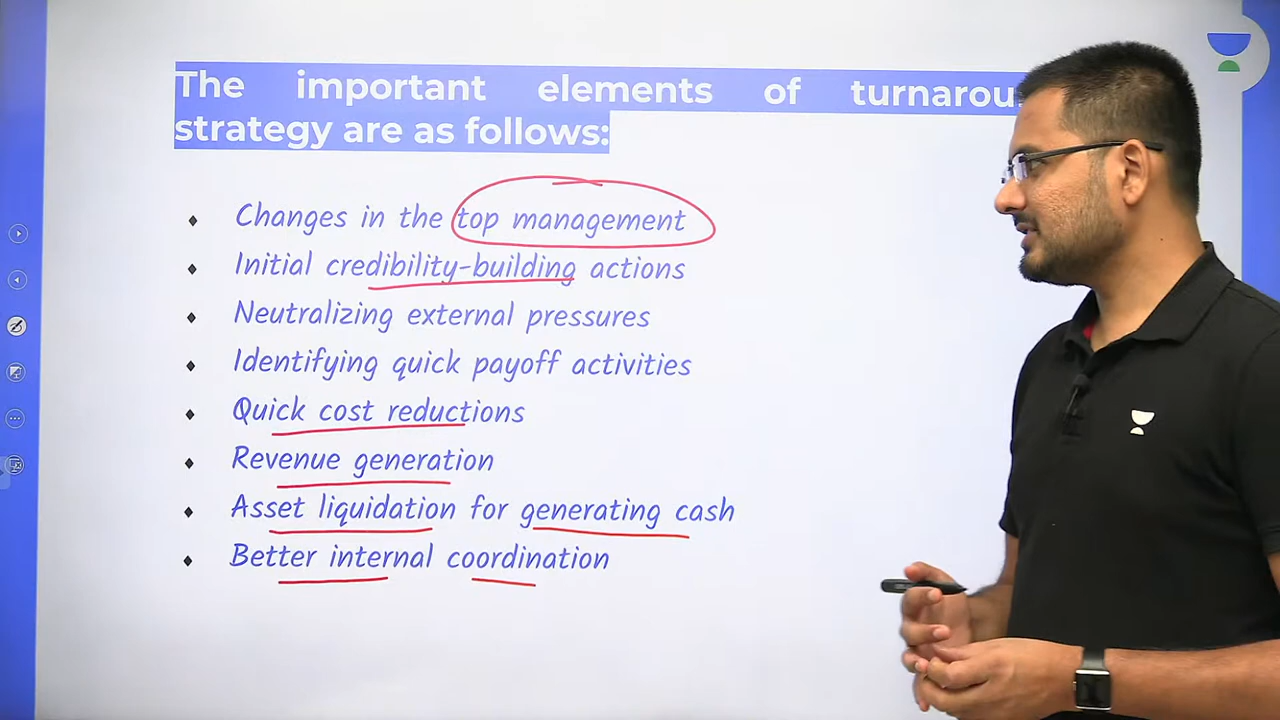 The important elements of turnarou
strategy are as follows:
Changes in the top management
Initial credibility-building actions
Neutralizing external pressures
Identifying quick payoff activities
Quick cost reductions
Revenue generation
Asset liquidation for generating cash
Better internal coordination